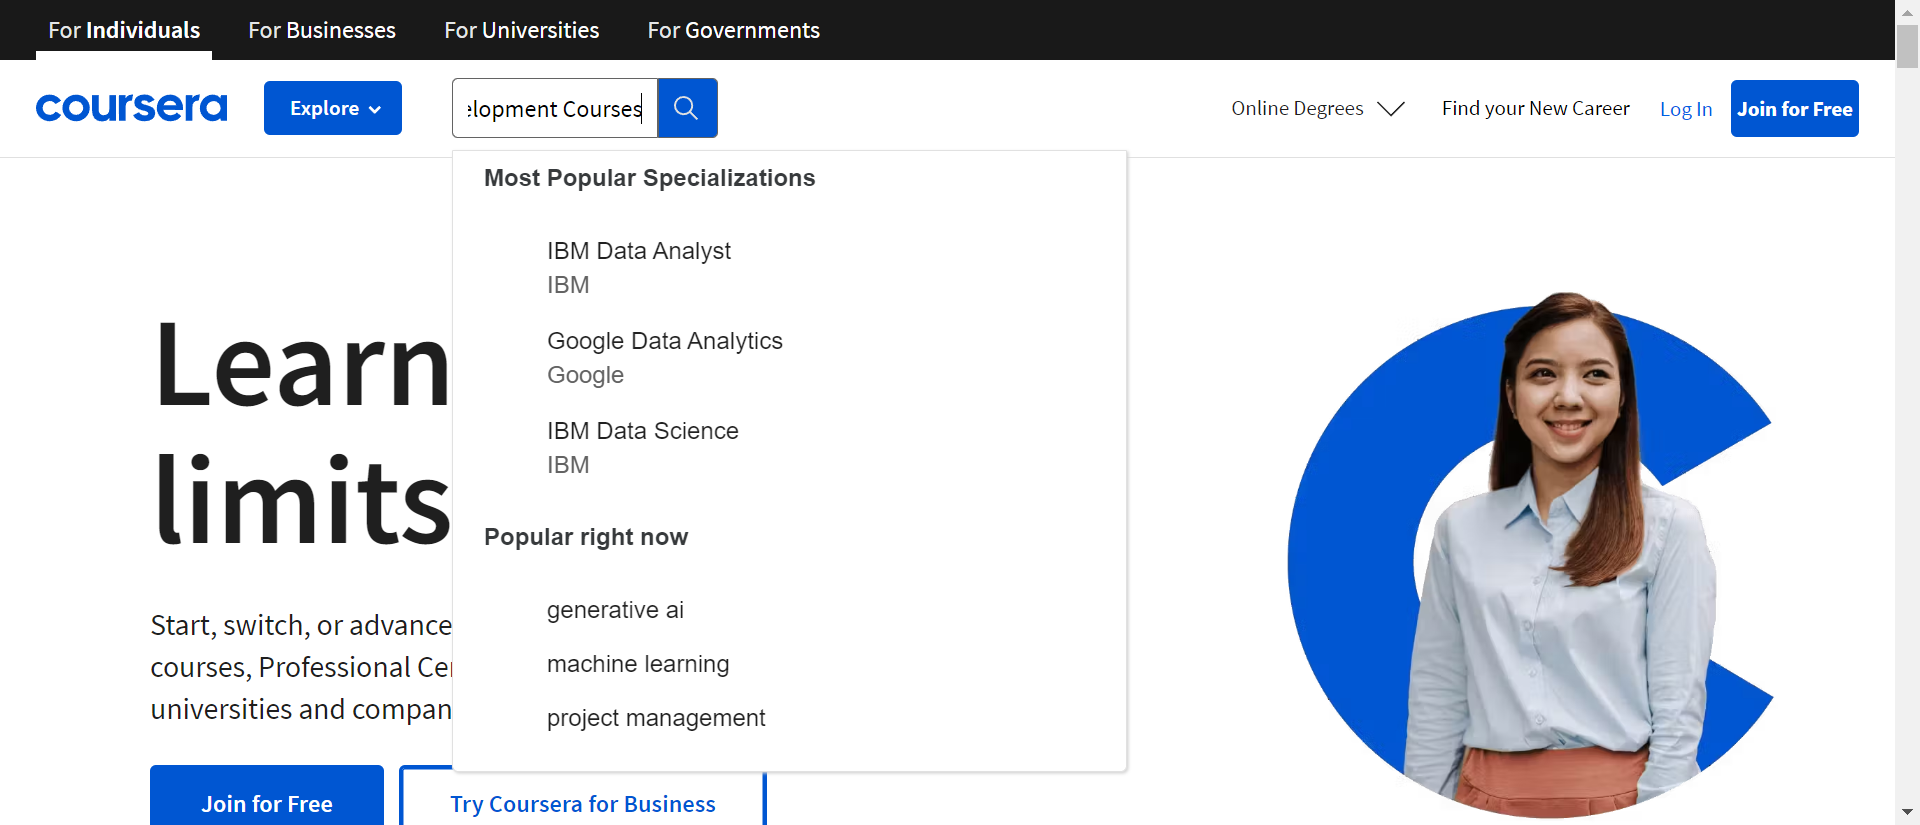 For Individuals For Businesses For Universities For Governments
coursera Explore elopment Courses Online Degrees Find your New Career Log In Join for Free
Most Popular Specializations
IBM Data Analyst
IBM
Google Data Analytics
Google
IBM Data Science
IBM
Popular right now
generative ai
machine learning
project management
Learn
limits
Start, switch, or advance
courses, Professional Cer
universities and compan
Join for Free Try Coursera for Business